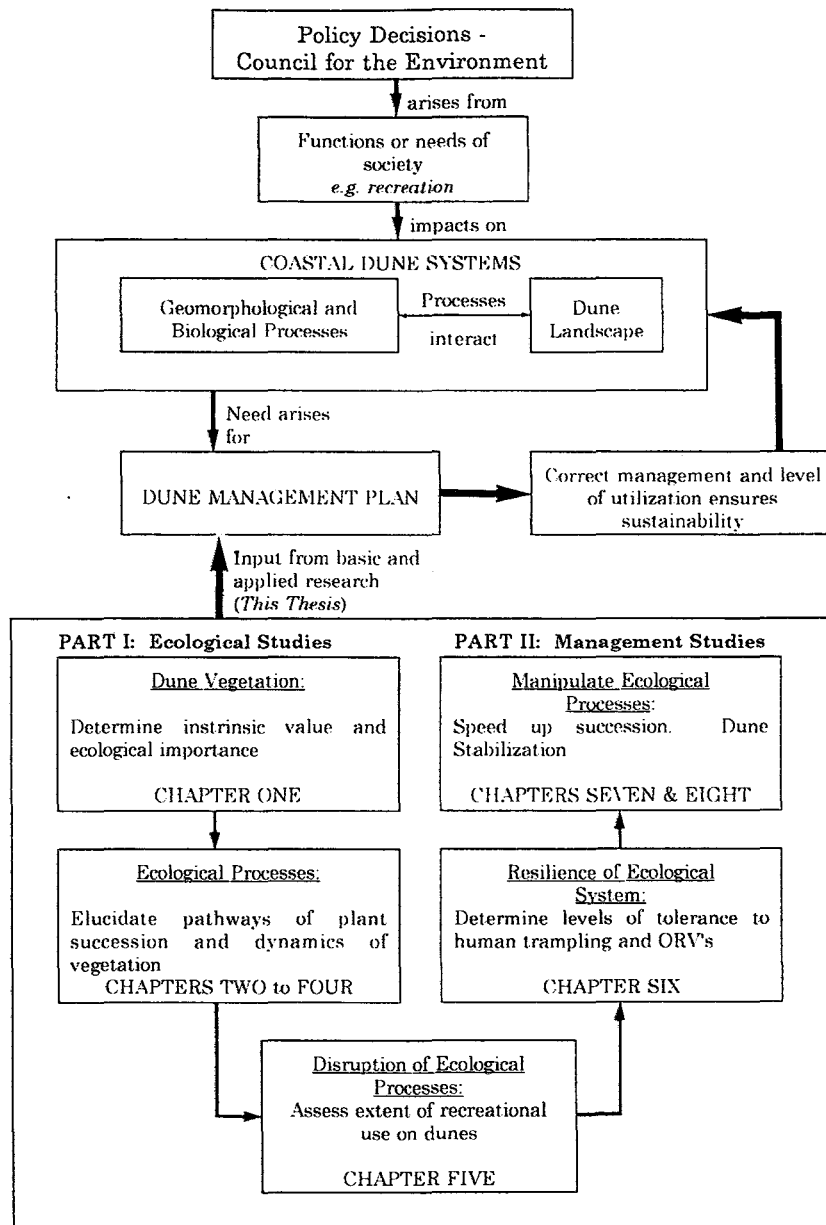 Policy Decisions -
Council for the Environment
arises from
Functions or needs of
society
e.g. recreation
impacts on
COASTAL DUNE SYSTEMS
Geomorphological and
Biological Processes
Processes
interact
Dune
Landscape
Need arises
for
DUNE MANAGEMENT PLAN
Correct management and level
of utilization ensures
sustainability
Input from basic and
applied research
(This Thesis)
PART I: Ecological Studies
Dune Vegetation:
Determine instrinsic value and
ecological importance
CHAPTER ONE
Ecological Processes:
Elucidate pathways of plant
succession and dynamics of
vegetation
CHAPTERS TWO to FOUR
PART II: Management Studies
Manipulate Ecological
Processes:
Speed up succession. Dune
Stabilization
CHAPTERS SEVEN & EIGHT
Resilience of Ecological
System:
Determine levels of tolerance to
human trampling and ORV's
CHAPTER SIX
Disruption of Ecological
Processes:
Assess extent of recreational
use on dunes
CHAPTER FIVE